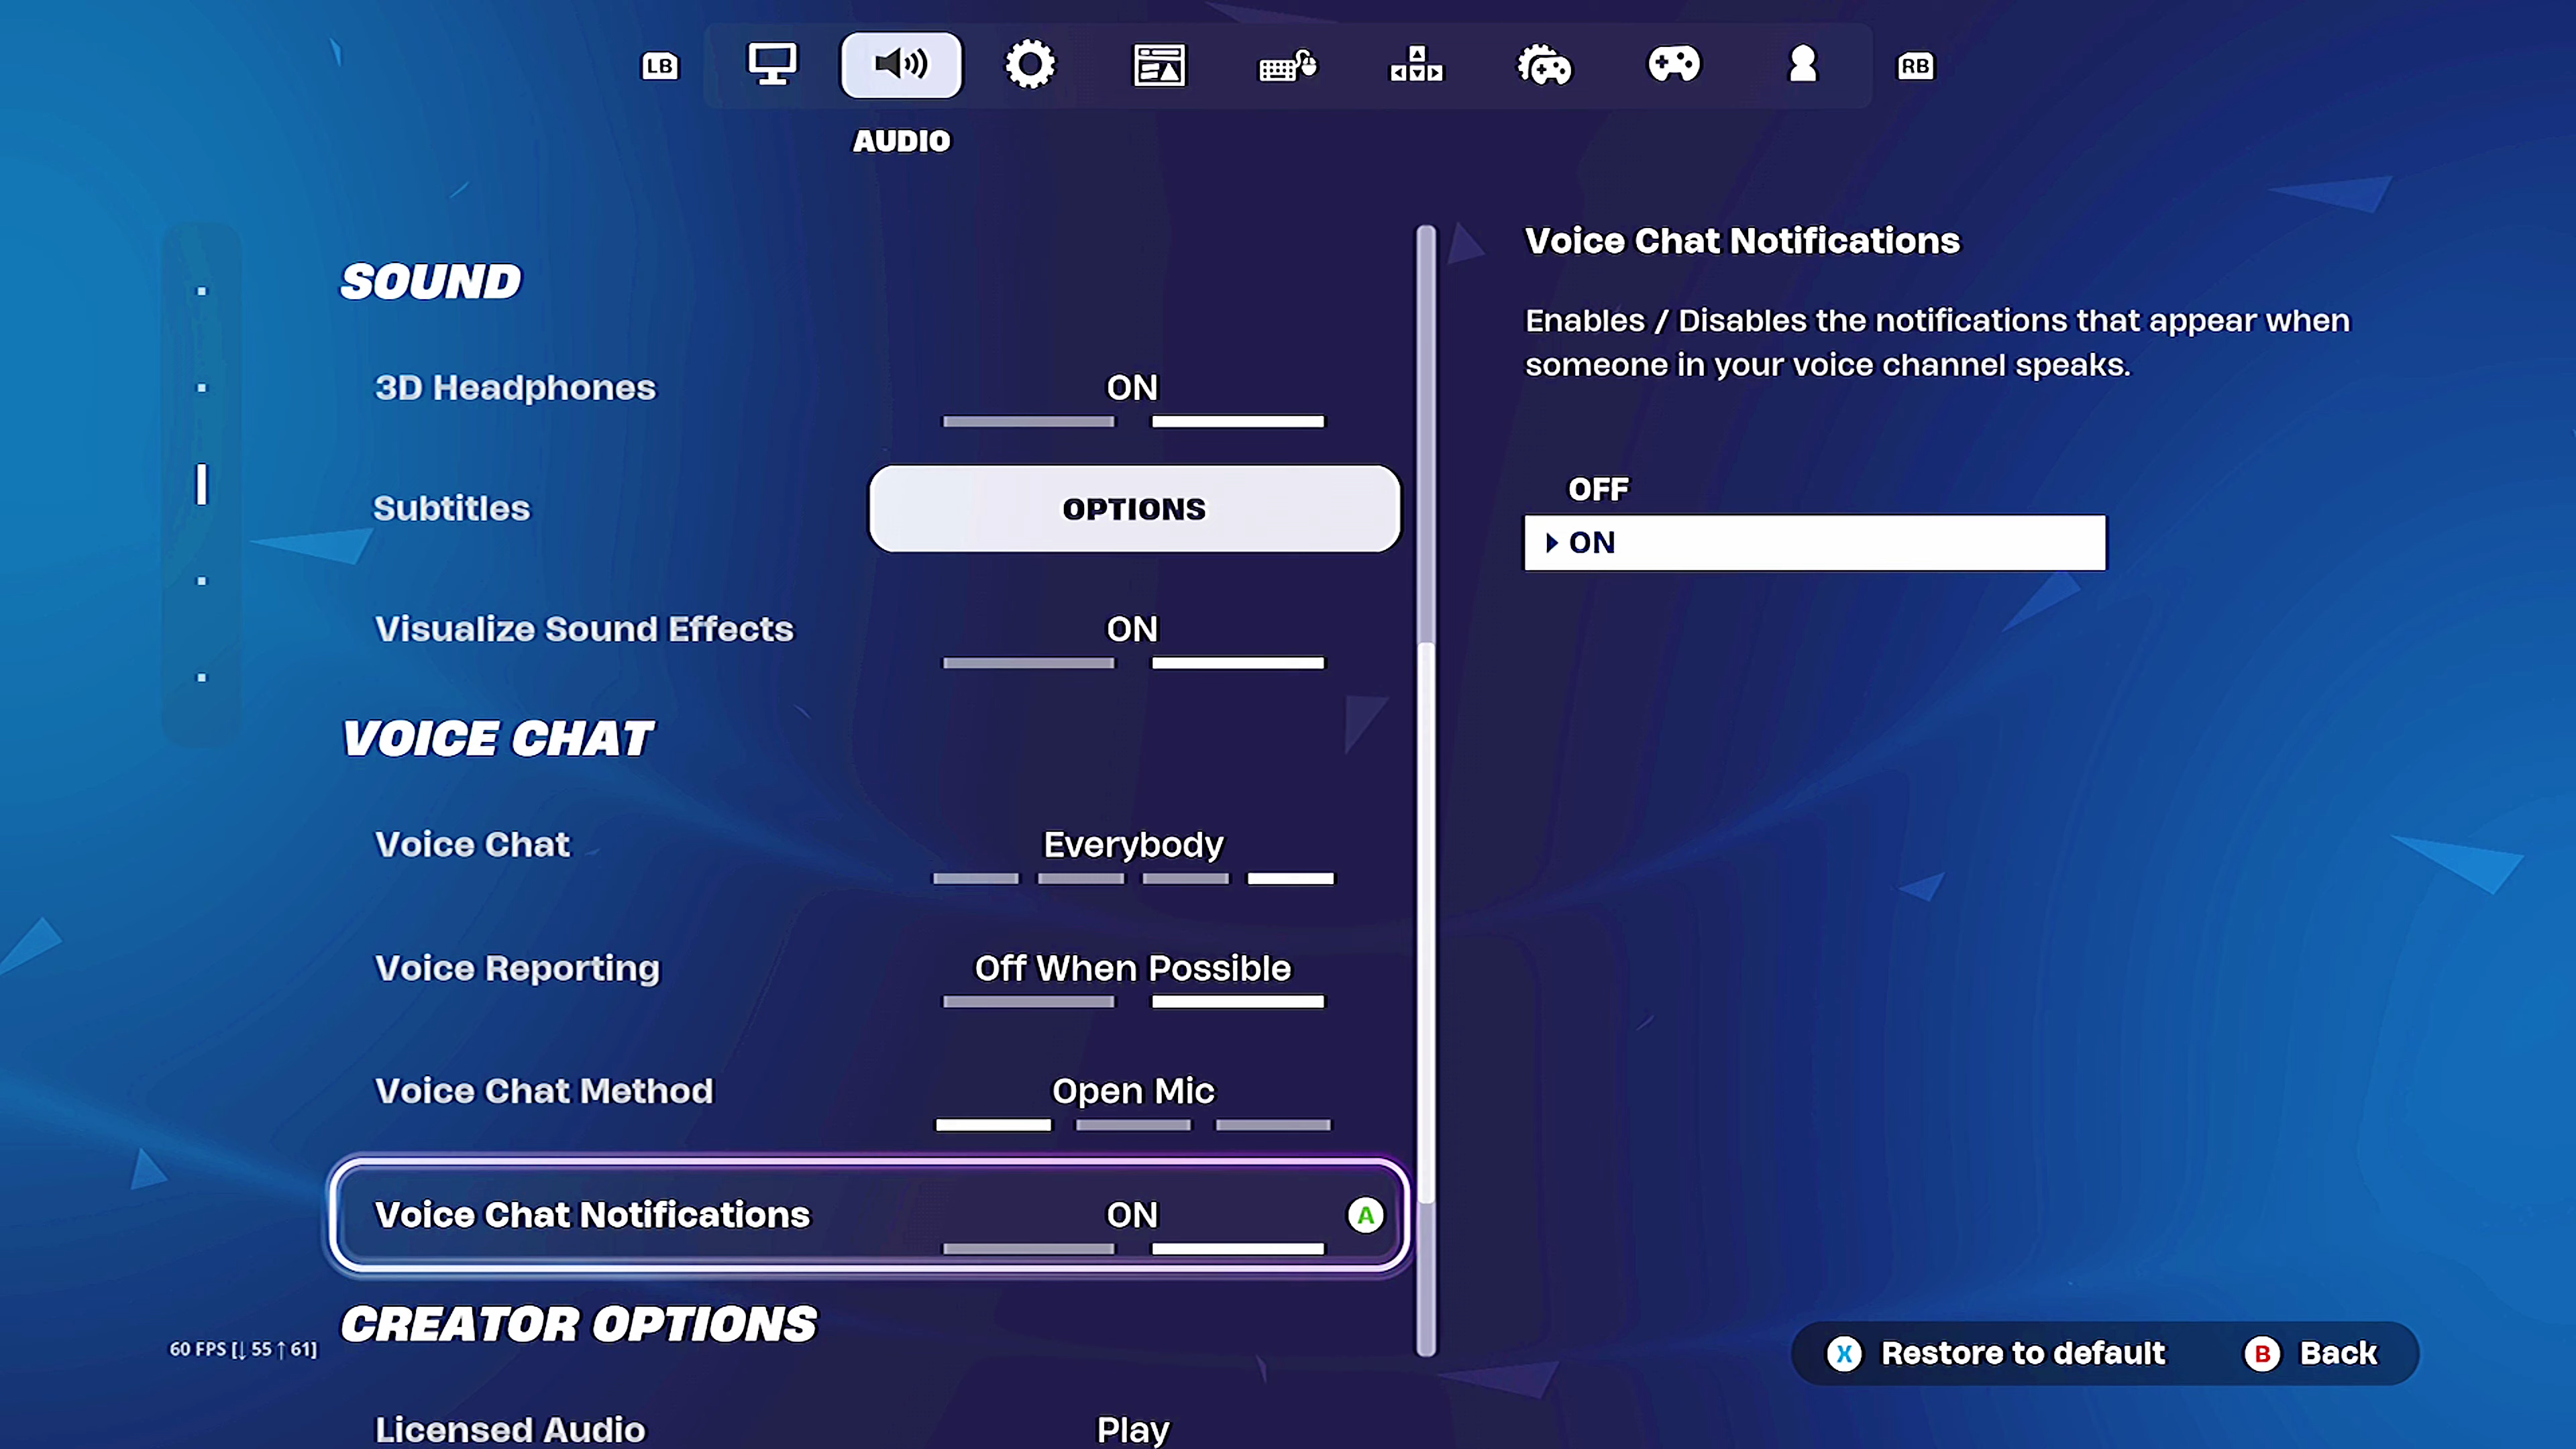 LB
RB
AUDIO
SOUND
3D Headphones
ON
Subtitles
OPTIONS
Visualize Sound Effects
ON
VOICE CHAT
Voice Chat
Everybody
Voice Reporting
Off When Possible
Voice Chat Method
Open Mic
Voice Chat Notifications
ON
A
CREATOR OPTIONS
Licensed Audio
Play
Voice Chat Notifications
Enables / Disables the notifications that appear when
someone in your voice channel speaks.
OFF
ON
60 FPS [↓ 55 ↑ 61]
X Restore to default
B Back